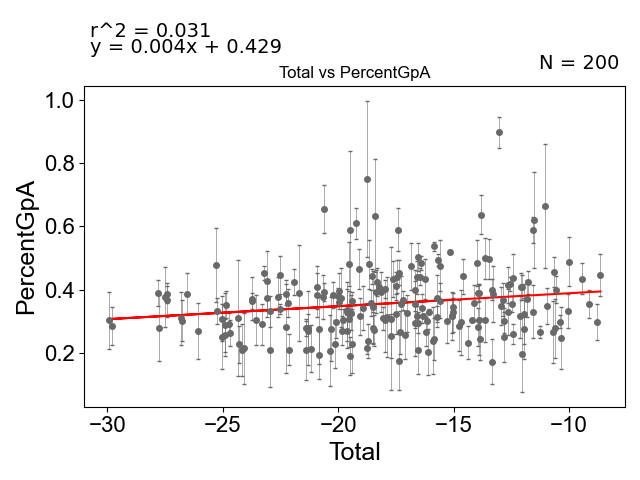 r^2 = 0.031
y = 0.004x + 0.429
N = 200
Total vs PercentGpA
PercentGpA
1.0
0.8
0.6
0.4
0.2
−30
−25
−20
−15
−10
Total